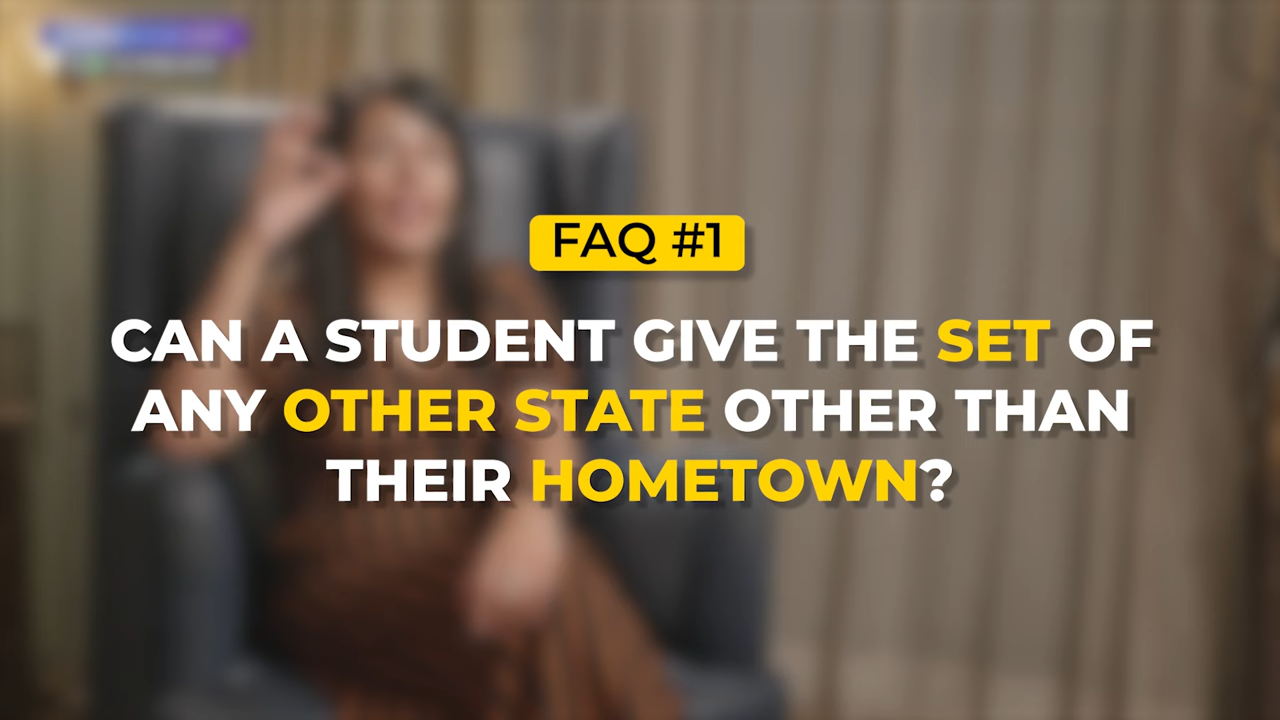 FAQ #1
CAN A STUDENT GIVE THE SET OF
ANY OTHER STATE OTHER THAN
THEIR HOMETOWN?